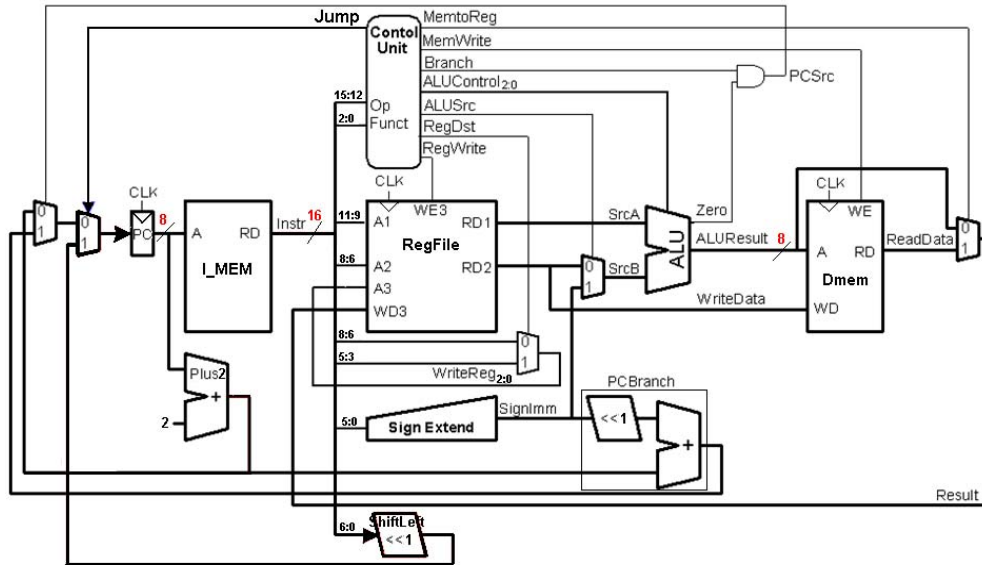 Jump
Contol
Unit
MemtoReg
MemWrite
Branch
ALUControl2:0
ALUSrc
RegDst
RegWrite
PCSrc
15:12
Op
2:0
Funct
CLK
0
1
0
1
CLK
PC
8
A
RD
I_MEM
Instr
16
11:9
A1
WE3
RD1
RegFile
8:6
A2
RD2
A3
WD3
0
1
SrcA
SrcB
ALU
Zero
ALUResult
8
CLK
WE
A
RD
Dmem
WD
ReadData
0
1
WriteData
8:6
5:3
WriteReg2:0
0
1
Plus2
+
2
5:0
Sign Extend
SignImm
PCBranch
<<1
+
Result
6:0
ShiftLeft
<<1